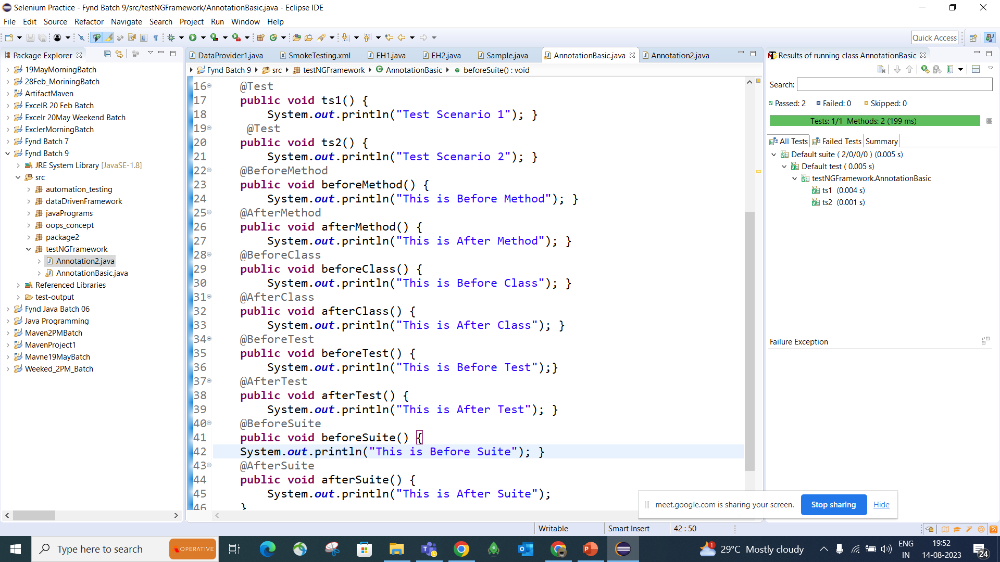 Selenium Practice - Fynd Batch 9/src/testNGFramework/AnnotationBasic.java - Eclipse IDE
File Edit Source Refactor Navigate Search Project Run Window Help
Quick Access
Package Explorer
19MayMorningBatch
28Feb_MoriningBatch
ArtifactMaven
ExcelR 20 Feb Batch
Excelr 20May Weekend Batch
ExclerMorningBatch
Fynd Batch 7
Fynd Batch 9
JRE System Library [JavaSE-1.8]
src
automation_testing
dataDrivenFramework
javaPrograms
oops_concept
package2
testNGFramework
Annotation2.java
AnnotationBasic.java
Referenced Libraries
test-output
Fynd Java Batch 06
Java Programming
Maven2PMBatch
MavenProject1
Mavne19MayBatch
Weeked_2PM_Batch
DataProvider1.java SmokeTesting.xml EH1.java EH2.java Sample.java AnnotationBasic.java Annotation2.java
Fynd Batch 9 src testNGFramework AnnotationBasic beforeSuite() : void
16 @Test
17 public void ts1() {
18 System.out.println("Test Scenario 1"); }
19 @Test
20 public void ts2() {
21 System.out.println("Test Scenario 2"); }
22 @BeforeMethod
23 public void beforeMethod() {
24 System.out.println("This is Before Method"); }
25 @AfterMethod
26 public void afterMethod() {
27 System.out.println("This is After Method"); }
28 @BeforeClass
29 public void beforeClass() {
30 System.out.println("This is Before Class"); }
31 @AfterClass
32 public void afterClass() {
33 System.out.println("This is After Class"); }
34 @BeforeTest
35 public void beforeTest() {
36 System.out.println("This is Before Test");}
37 @AfterTest
38 public void afterTest() {
39 System.out.println("This is After Test"); }
40 @BeforeSuite
41 public void beforeSuite() {
42 System.out.println("This is Before Suite"); }
43 @AfterSuite
44 public void afterSuite() {
45 System.out.println("This is After Suite");
46 }
Results of running class AnnotationBasic
Search:
Passed: 2 Failed: 0 Skipped: 0
Tests: 1/1 Methods: 2 (199 ms)
All Tests Failed Tests Summary
Default suite ( 2/0/0/0 ) (0.005 s)
Default test ( 0.005 s)
testNGFramework.AnnotationBasic
ts1 (0.004 s)
ts2 (0.001 s)
Failure Exception
meet.google.com is sharing your screen. Stop sharing Hide
Writable Smart Insert 42 : 50
Type here to search
OPERATIVE
1
29°C Mostly cloudy
ENG
IN
19:52
14-08-2023
24